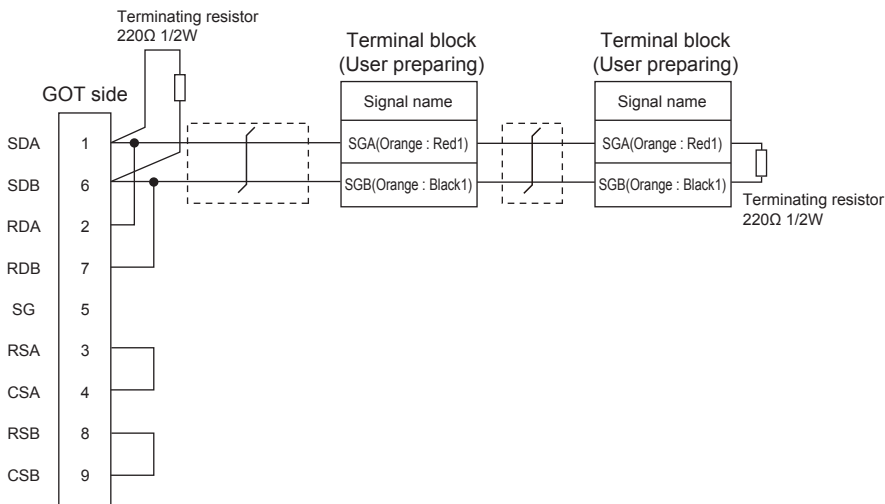 Terminating resistor
220Ω 1/2W
Terminal block
(User preparing)
Terminal block
(User preparing)
GOT side
Signal name
Signal name
SDA 1
SGA(Orange : Red1)
SGA(Orange : Red1)
SDB 6
SGB(Orange : Black1)
SGB(Orange : Black1)
Terminating resistor
220Ω 1/2W
RDA 2
RDB 7
SG 5
RSA 3
CSA 4
RSB 8
CSB 9